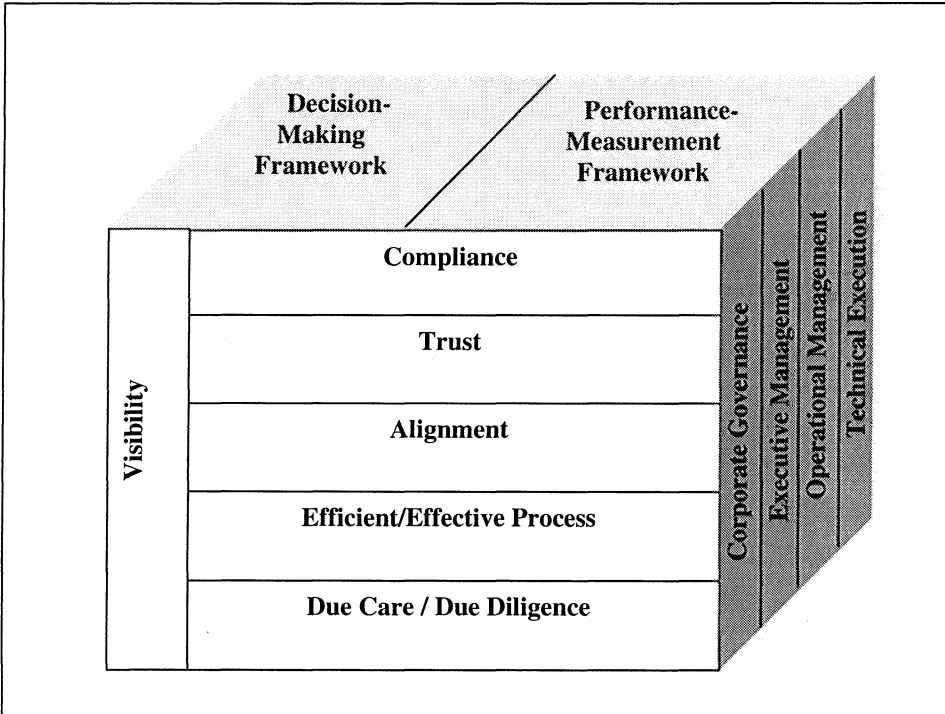 Decision-
Making
Framework
Performance-
Measurement
Framework
Visibility
Compliance
Trust
Alignment
Efficient/Effective Process
Due Care / Due Diligence
Corporate Governance
Executive Management
Operational Management
Technical Execution